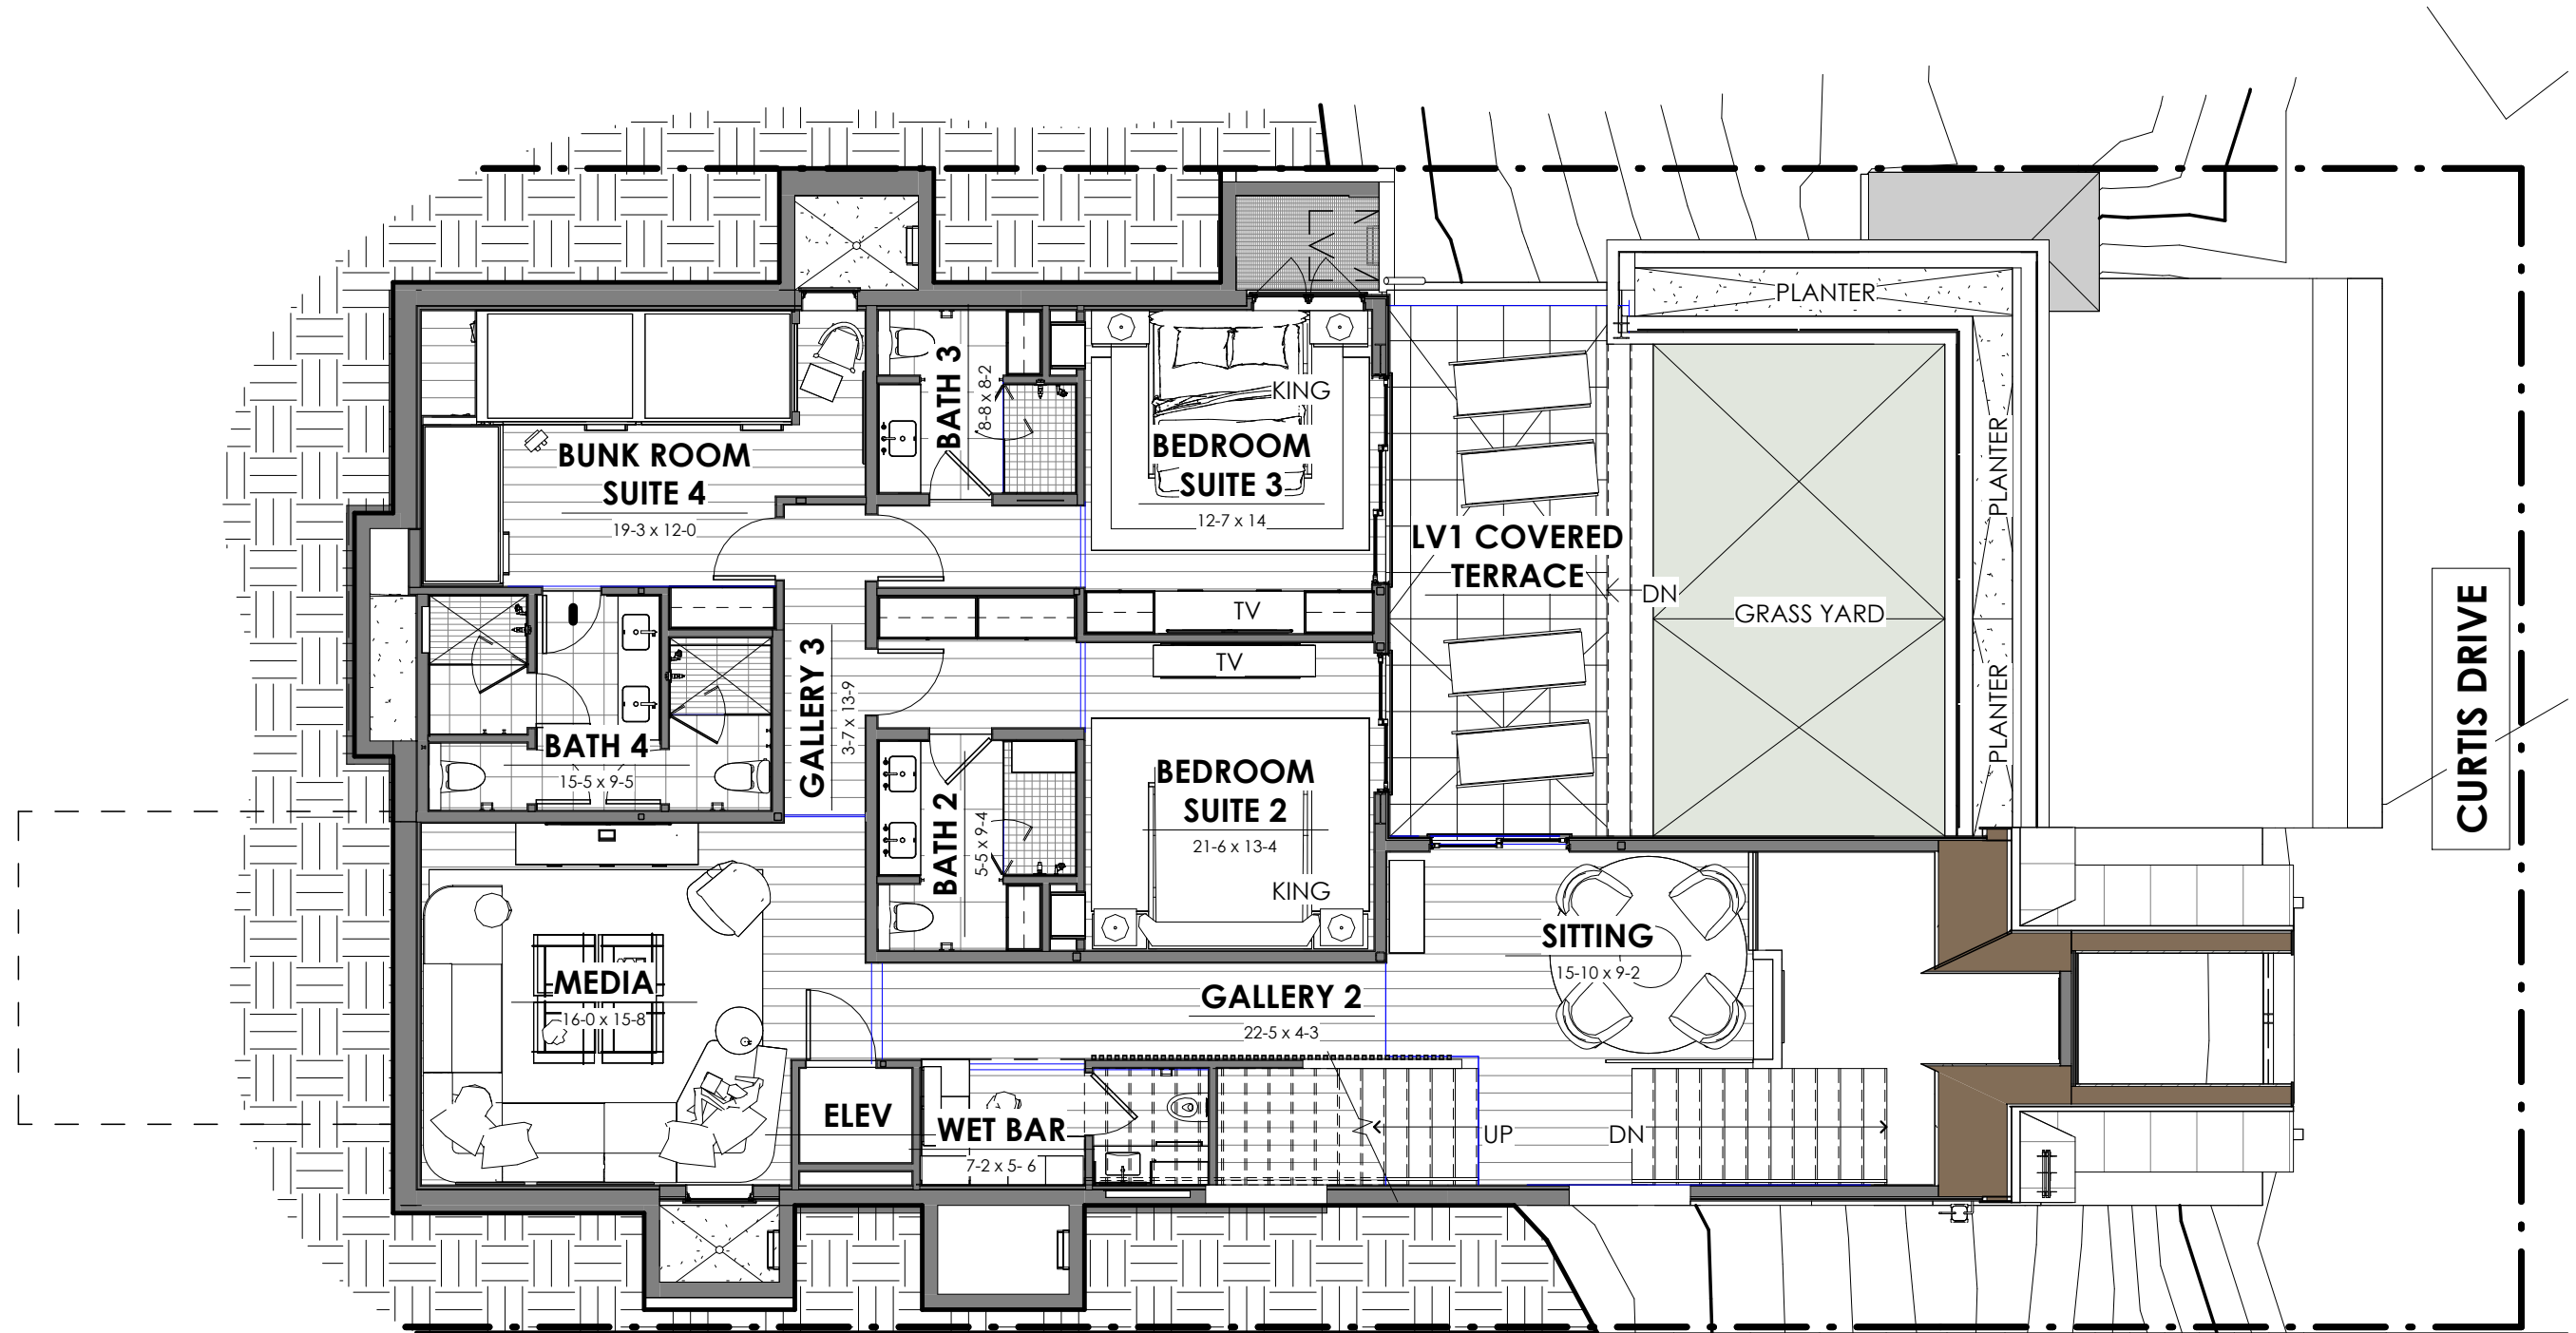 PLANTER
BATH 3
8-8 x 8-2
KING
BUNK ROOM
SUITE 4
19-3 x 12-0
BEDROOM
SUITE 3
12-7 x 14
PLANTER
LV1 COVERED
TERRACE
DN
GRASS YARD
TV
TV
CURTIS DRIVE
GALLERY 3
3-7 x 13-9
PLANTER
BATH 4
15-5 x 9-5
BEDROOM
SUITE 2
21-6 x 13-4
KING
BATH 2
5-5 x 9-4
SITTING
15-10 x 9-2
MEDIA
16-0 x 15-8
GALLERY 2
22-5 x 4-3
ELEV
WET BAR
7-2 x 5- 6
UP
DN